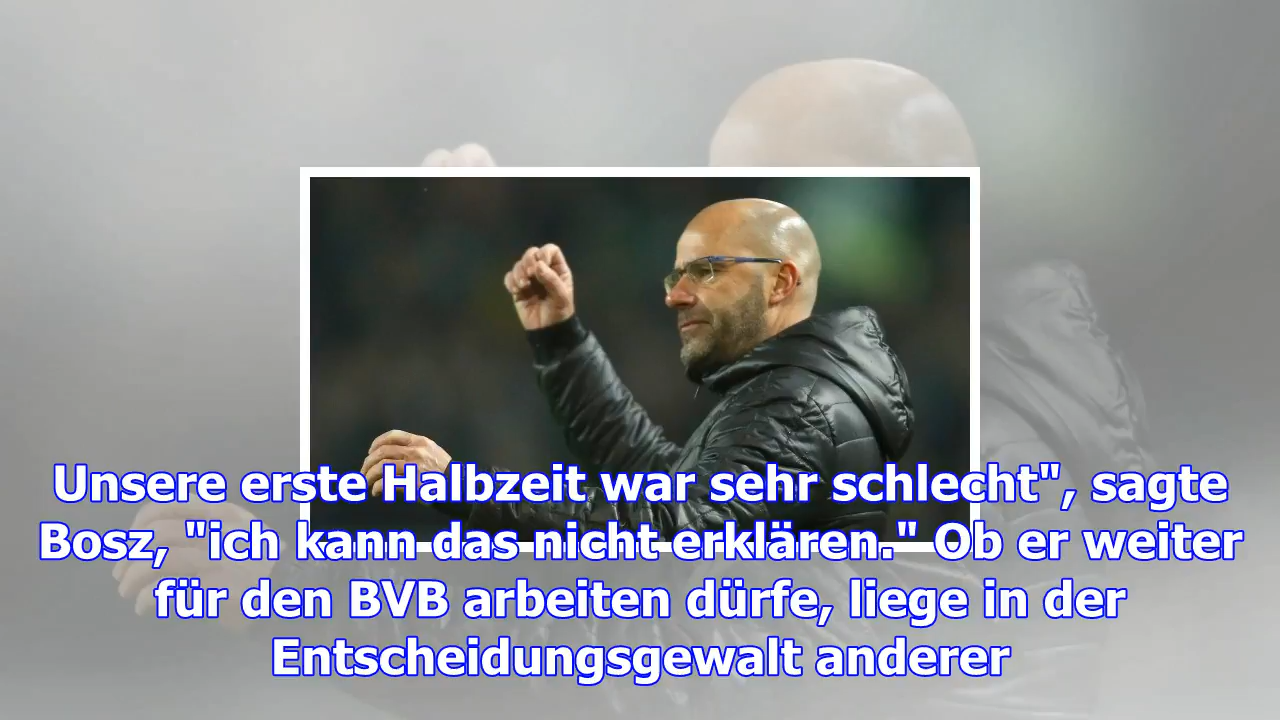 Unsere erste Halbzeit war sehr schlecht", sagte
Bosz, "ich kann das nicht erklären." Ob er weiter
für den BVB arbeiten dürfe, liege in der
Entscheidungsgewalt anderer